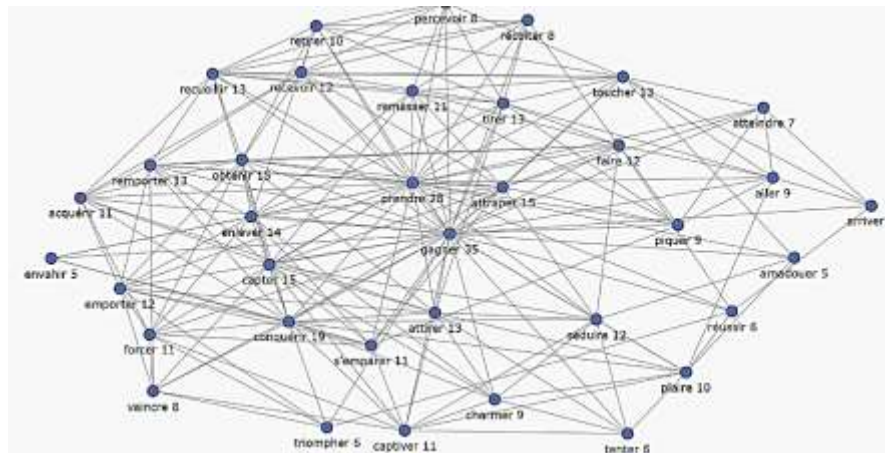 percevoir 8
récolter 8
retirer 10
recueillir 13
recevoir 12
toucher 13
ramasser 11
tirer 13
atteindre 7
faire 12
remporter 13
obtenir 18
aller 9
prendre 28
attraper 15
acquérir 11
arriver
enlever 14
piquer 9
gagner 35
envahir 5
capter 15
amadouer 5
emporter 12
attirer 13
réussir 6
conquérir 19
séduire 12
forcer 11
s'emparer 11
plaire 10
vaincre 8
charmer 9
triompher 6
captiver 11
tenter 6